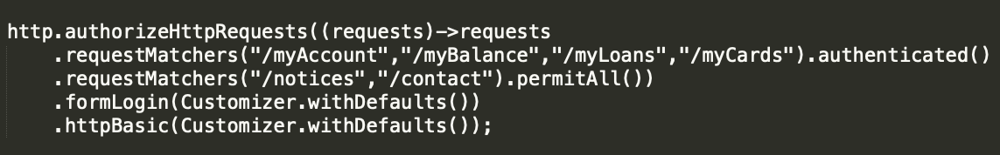 http.authorizeHttpRequests((requests)->requests
.requestMatchers("/myAccount","/myBalance","/myLoans","/myCards").authenticated()
.requestMatchers("/notices","/contact").permitAll())
.formLogin(Customizer.withDefaults())
.httpBasic(Customizer.withDefaults());